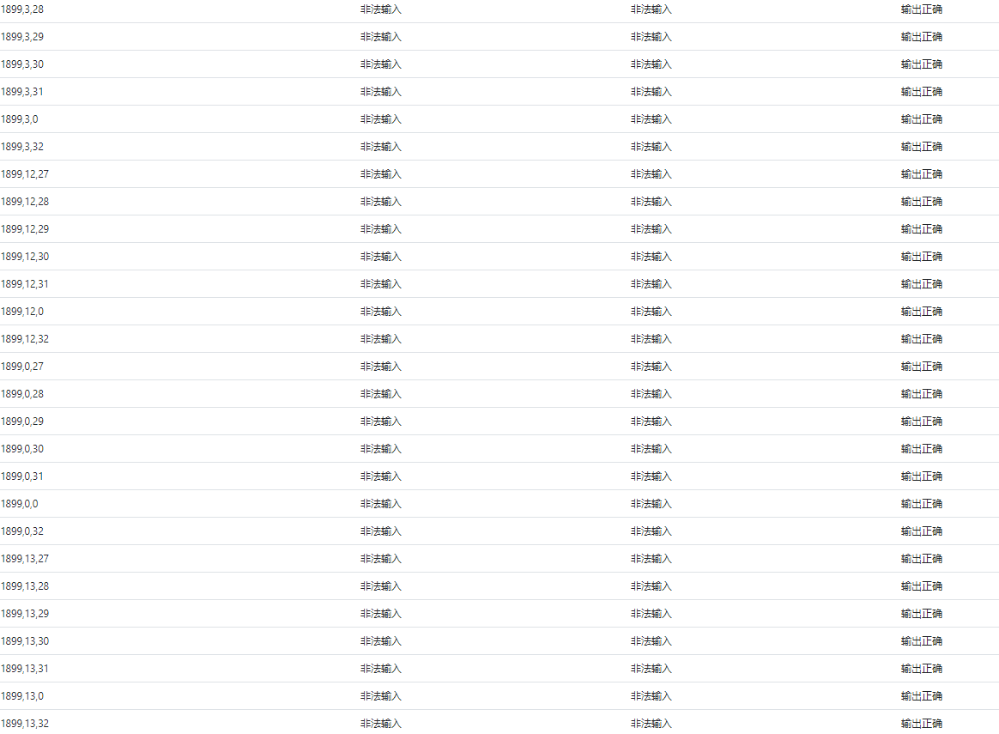 1899,3,28 非法输入 非法输入 输出正确
1899,3,29 非法输入 非法输入 输出正确
1899,3,30 非法输入 非法输入 输出正确
1899,3,31 非法输入 非法输入 输出正确
1899,3,0 非法输入 非法输入 输出正确
1899,3,32 非法输入 非法输入 输出正确
1899,12,27 非法输入 非法输入 输出正确
1899,12,28 非法输入 非法输入 输出正确
1899,12,29 非法输入 非法输入 输出正确
1899,12,30 非法输入 非法输入 输出正确
1899,12,31 非法输入 非法输入 输出正确
1899,12,0 非法输入 非法输入 输出正确
1899,12,32 非法输入 非法输入 输出正确
1899,0,27 非法输入 非法输入 输出正确
1899,0,28 非法输入 非法输入 输出正确
1899,0,29 非法输入 非法输入 输出正确
1899,0,30 非法输入 非法输入 输出正确
1899,0,31 非法输入 非法输入 输出正确
1899,0,0 非法输入 非法输入 输出正确
1899,0,32 非法输入 非法输入 输出正确
1899,13,27 非法输入 非法输入 输出正确
1899,13,28 非法输入 非法输入 输出正确
1899,13,29 非法输入 非法输入 输出正确
1899,13,30 非法输入 非法输入 输出正确
1899,13,31 非法输入 非法输入 输出正确
1899,13,0 非法输入 非法输入 输出正确
1899,13,32 非法输入 非法输入 输出正确